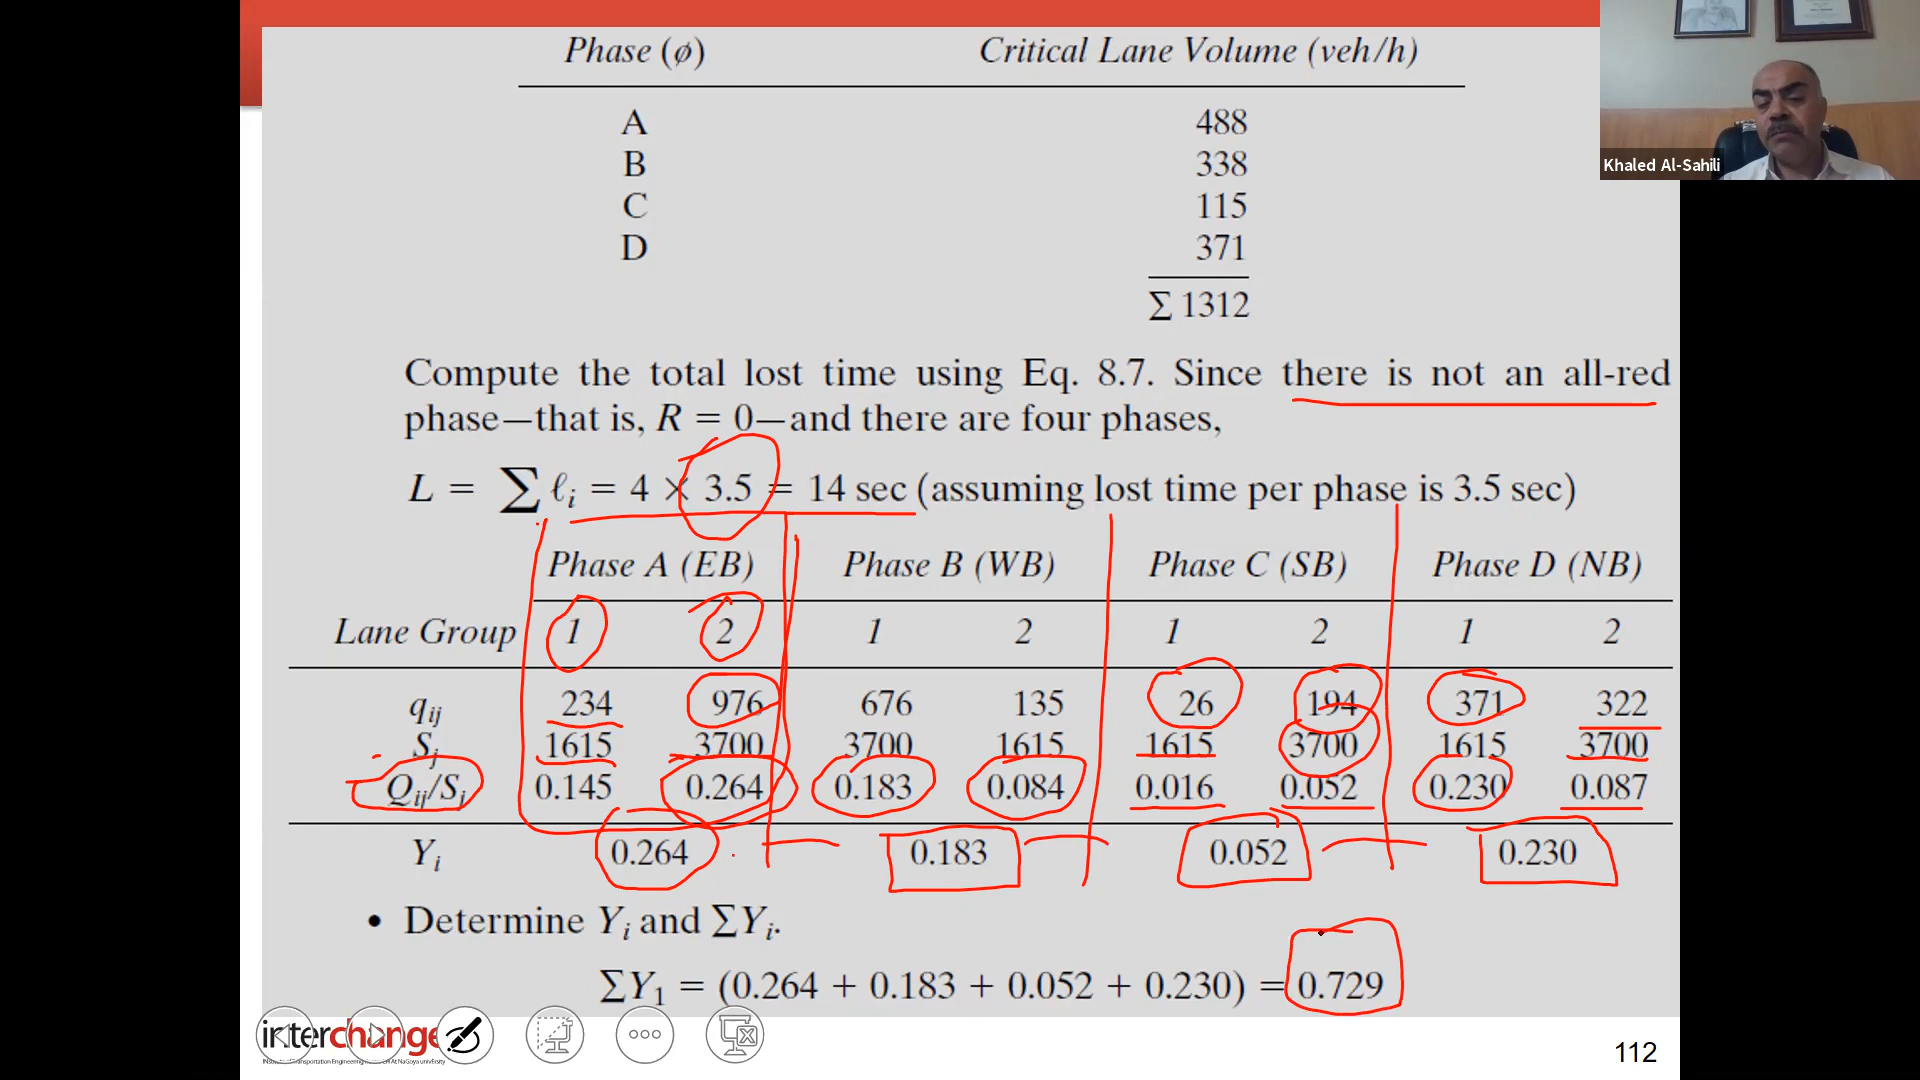 Phase (ø) Critical Lane Volume (veh/h)
Khaled Al-Sahili
A 488
B 338
C 115
D 371
∑ 1312
Compute the total lost time using Eq. 8.7. Since there is not an all-red
phase—that is, R = 0—and there are four phases,
L = ∑ ℓi = 4 × 3.5 = 14 sec (assuming lost time per phase is 3.5 sec)
Phase A (EB) Phase B (WB) Phase C (SB) Phase D (NB)
Lane Group 1 2 1 2 1 2 1 2
qij 234 976 676 135 26 194 371 322
Sj 1615 3700 3700 1615 1615 3700 1615 3700
Qij/Sj 0.145 0.264 0.183 0.084 0.016 0.052 0.230 0.087
Yi 0.264 0.183 0.052 0.230
• Determine Yi and ∑Yi.
∑Y1 = (0.264 + 0.183 + 0.052 + 0.230) = 0.729
interchange
112